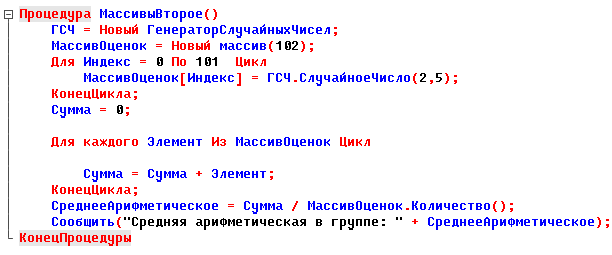 Процедура МассивыВторое()
ГСЧ = Новый ГенераторСлучайныхЧисел;
МассивОценок = Новый массив(102);
Для Индекс = 0 По 101 Цикл
МассивОценок[Индекс] = ГСЧ.СлучайноеЧисло(2,5);
КонецЦикла;
Сумма = 0;
Для каждого Элемент Из МассивОценок Цикл
Сумма = Сумма + Элемент;
КонецЦикла;
СреднееАрифметическое = Сумма / МассивОценок.Количество();
Сообщить("Средняя арифметическая в группе: " + СреднееАрифметическое);
КонецПроцедуры